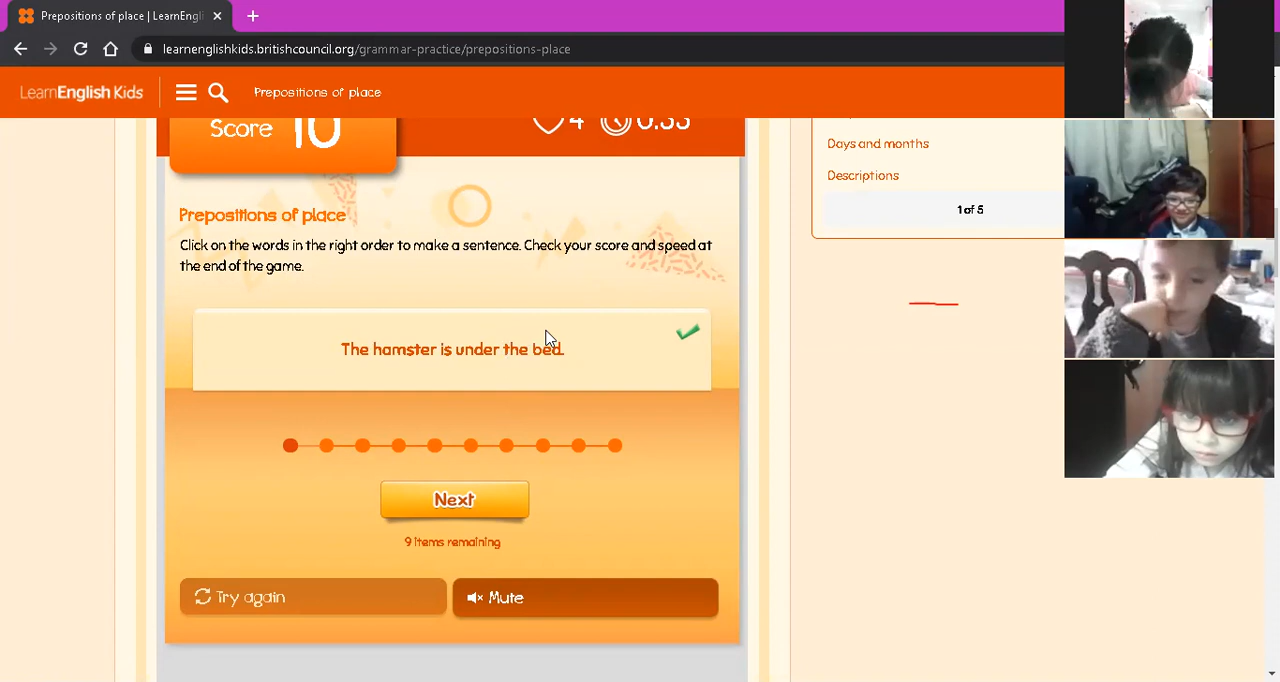 Prepositions of place | LearnEngli
learnenglishkids.britishcouncil.org/grammar-practice/prepositions-place
LearnEnglish Kids
Prepositions of place
Score 10
4
0:35
Days and months
Descriptions
1 of 5
Prepositions of place
Click on the words in the right order to make a sentence. Check your score and speed at
the end of the game.
The hamster is under the bed.
Next
9 items remaining
Try again
Mute